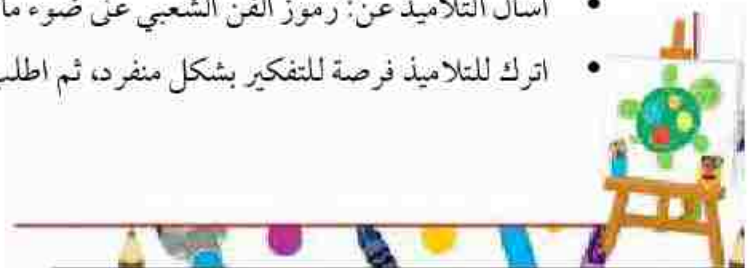 • اسأل التلاميذ عن: رموز الفن الشعبي على ضوء ما
• اترك للتلاميذ فرصة للتفكير بشكل منفرد، ثم اطلب